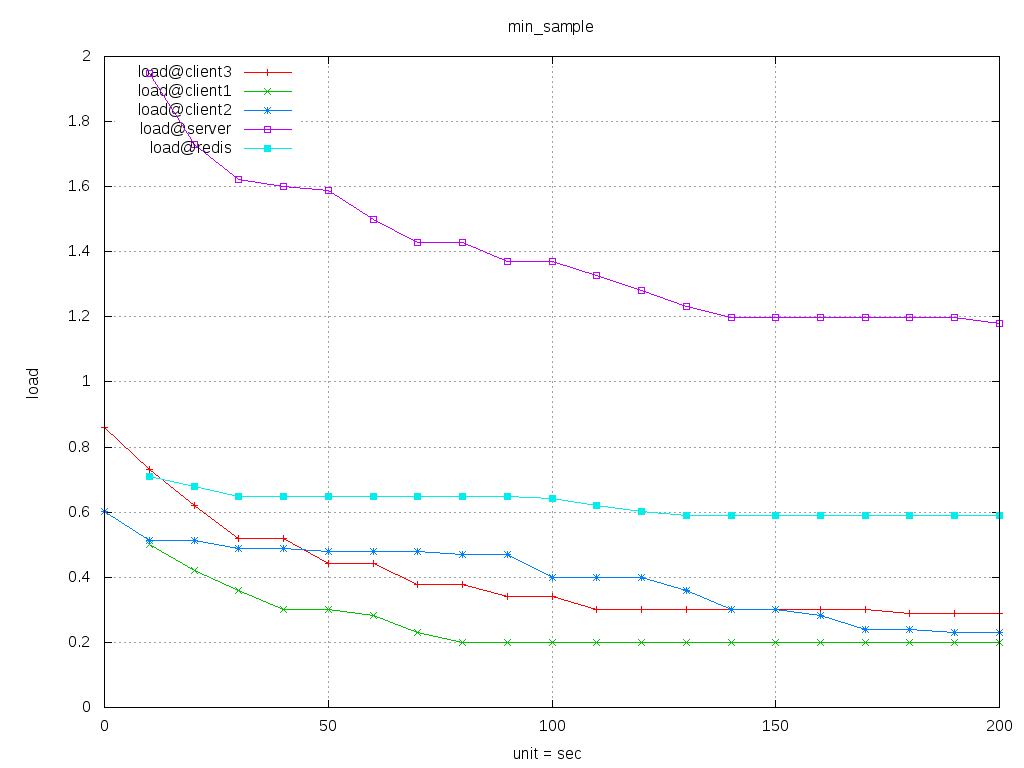 min_sample
load@client3
load@client1
load@client2
load@server
load@redis
2
1.8
1.6
1.4
1.2
1
0.8
0.6
0.4
0.2
0
load
0 50 100 150 200
unit = sec